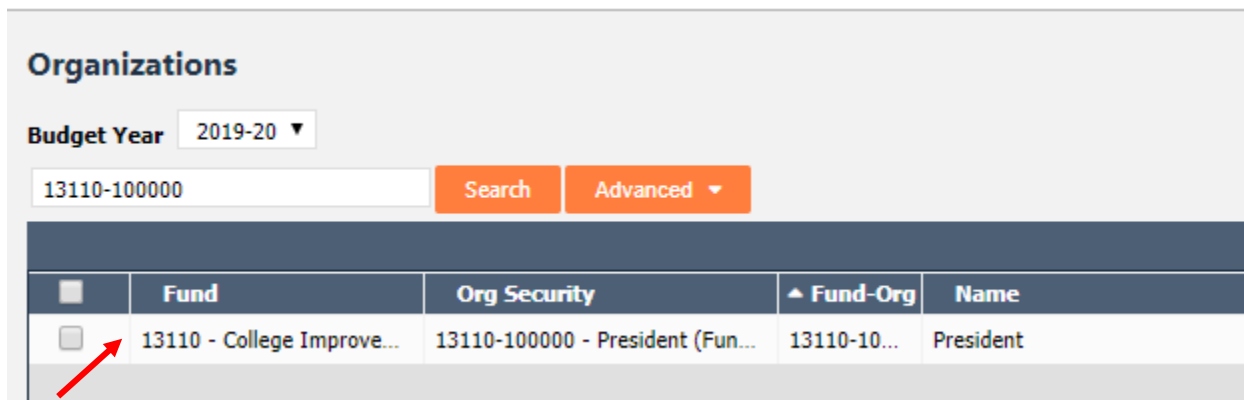 Organizations
Budget Year 2019-20 ▼
13110-100000 Search Advanced
Fund Org Security Fund-Org Name
13110 - College Improve... 13110-100000 - President (Fun... 13110-10... President